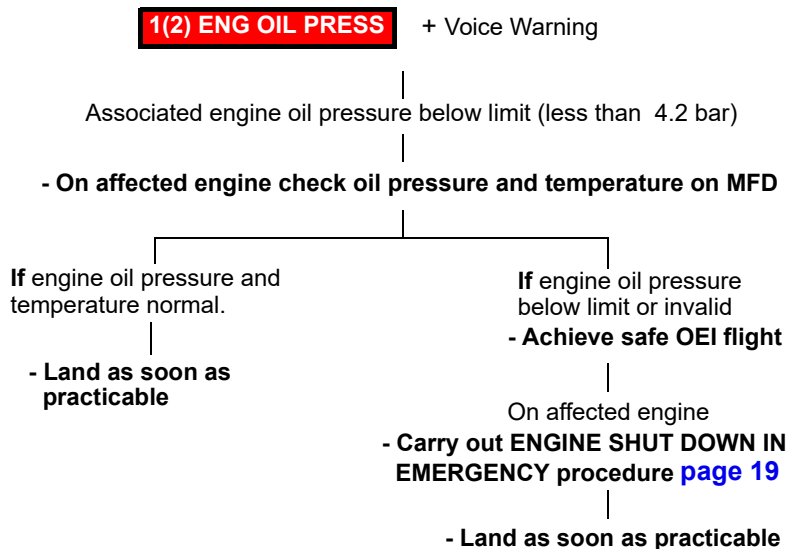 1(2) ENG OIL PRESS + Voice Warning
Associated engine oil pressure below limit (less than 4.2 bar)
- On affected engine check oil pressure and temperature on MFD
If engine oil pressure and
temperature normal.
- Land as soon as
practicable
If engine oil pressure
below limit or invalid
- Achieve safe OEI flight
On affected engine
- Carry out ENGINE SHUT DOWN IN
EMERGENCY procedure page 19
- Land as soon as practicable